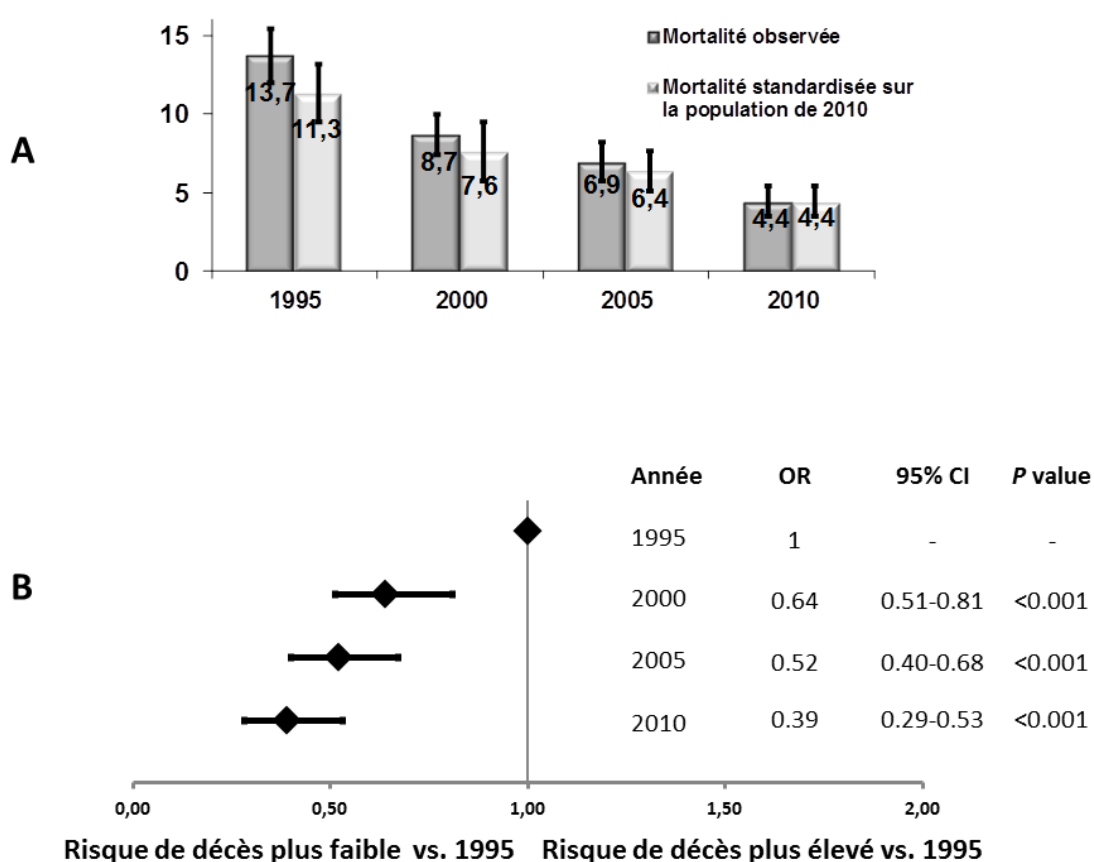 A
15
10
5
0
Mortalité observée
Mortalité standardisée sur
la population de 2010
13,7
11,3
8,7
7,6
6,9
6,4
4,4
4,4
1995
2000
2005
2010
B
Année OR 95% CI P value
1995 1 - -
2000 0.64 0.51-0.81 <0.001
2005 0.52 0.40-0.68 <0.001
2010 0.39 0.29-0.53 <0.001
0,00 0,50 1,00 1,50 2,00
Risque de décès plus faible vs. 1995 Risque de décès plus élevé vs. 1995